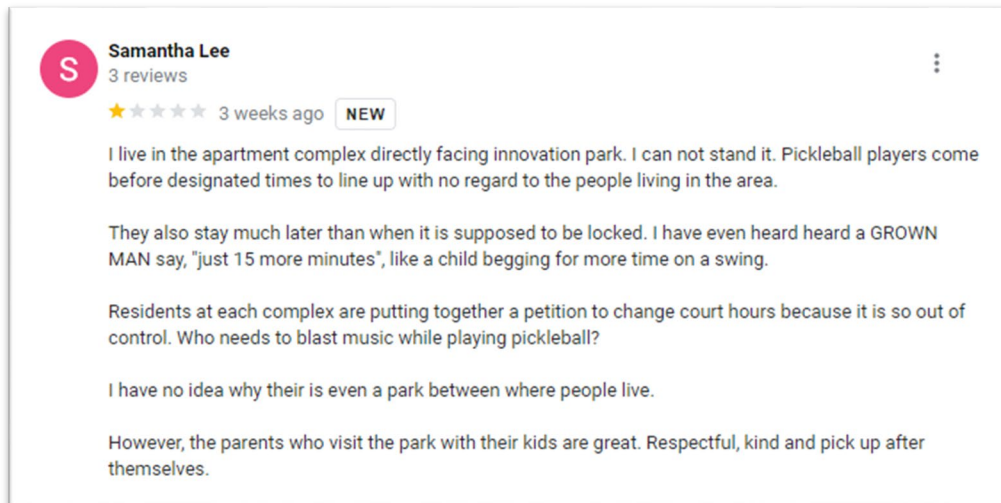 S
Samantha Lee
3 reviews
3 weeks ago NEW
I live in the apartment complex directly facing innovation park. I can not stand it. Pickleball players come
before designated times to line up with no regard to the people living in the area.
They also stay much later than when it is supposed to be locked. I have even heard heard a GROWN
MAN say, "just 15 more minutes", like a child begging for more time on a swing.
Residents at each complex are putting together a petition to change court hours because it is so out of
control. Who needs to blast music while playing pickleball?
I have no idea why their is even a park between where people live.
However, the parents who visit the park with their kids are great. Respectful, kind and pick up after
themselves.